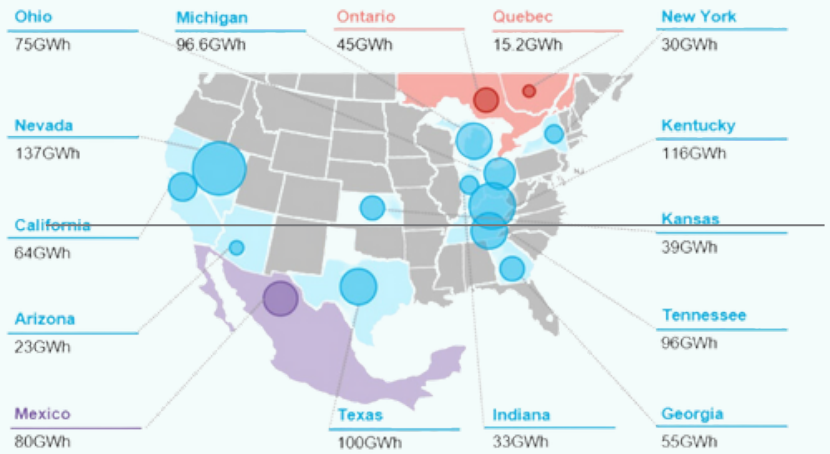 Ohio
75GWh
Michigan
96.6GWh
Ontario
45GWh
Quebec
15.2GWh
New York
30GWh
Nevada
137GWh
Kentucky
116GWh
California
64GWh
Kansas
39GWh
Arizona
23GWh
Tennessee
96GWh
Mexico
80GWh
Texas
100GWh
Indiana
33GWh
Georgia
55GWh